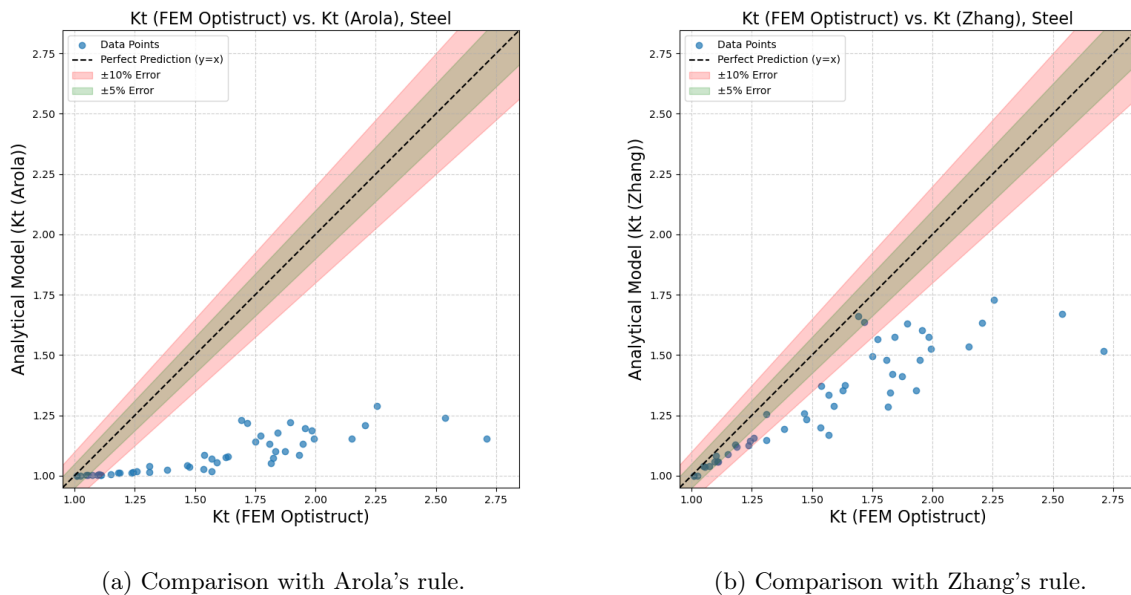 Kt (FEM Optistruct) vs. Kt (Arola), Steel
Data Points
Perfect Prediction (y=x)
±10% Error
±5% Error
Analytical Model (Kt (Arola))
2.75
2.50
2.25
2.00
1.75
1.50
1.25
1.00
1.00 1.25 1.50 1.75 2.00 2.25 2.50 2.75
Kt (FEM Optistruct)
(a) Comparison with Arola's rule.
Kt (FEM Optistruct) vs. Kt (Zhang), Steel
Data Points
Perfect Prediction (y=x)
±10% Error
±5% Error
Analytical Model (Kt (Zhang))
2.75
2.50
2.25
2.00
1.75
1.50
1.25
1.00
1.00 1.25 1.50 1.75 2.00 2.25 2.50 2.75
Kt (FEM Optistruct)
(b) Comparison with Zhang's rule.